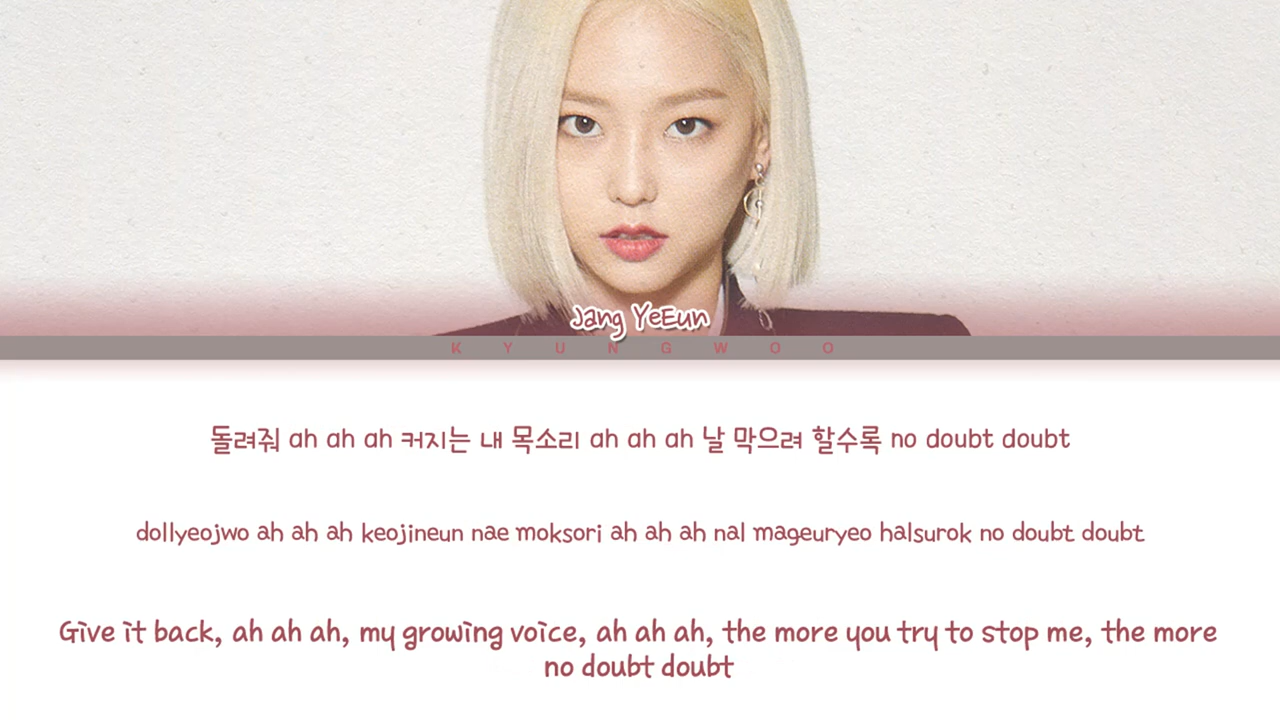 Jang YeEun
KYUNGWOO
돌려줘 ah ah ah 커지는 내 목소리 ah ah ah 날 막으려 할수록 no doubt doubt
dollyeojwo ah ah ah keojineun nae moksori ah ah ah nal mageuryeo halsurok no doubt doubt
Give it back, ah ah ah, my growing voice, ah ah ah, the more you try to stop me, the more
no doubt doubt